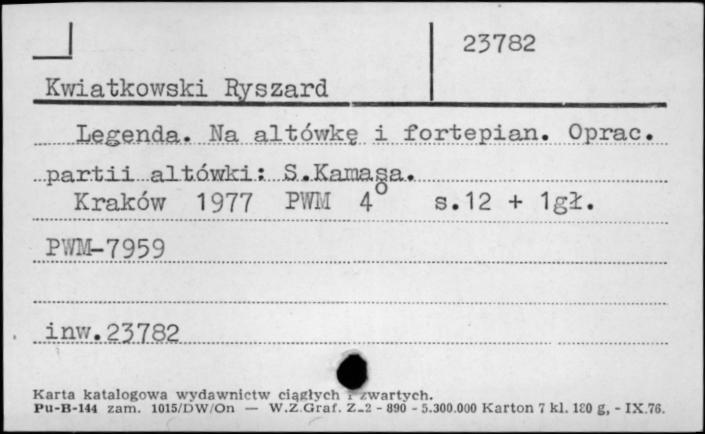 23782
Kwiatkowski Ryszard
Legenda. Na altówkę i fortepian. Oprac.
partii altówki: S.Kamasa.
Kraków 1977 PWM 4° s.12 + 1gł.
PWM-7959
inw.23782
Karta katalogowa wydawnictw ciągłych i zwartych.
Pu-B-144 zam. 1015/DW/On — W.Z.Graf. Z-2 - 890 - 5.300.000 Karton 7 kl. 180 g, - IX.76.